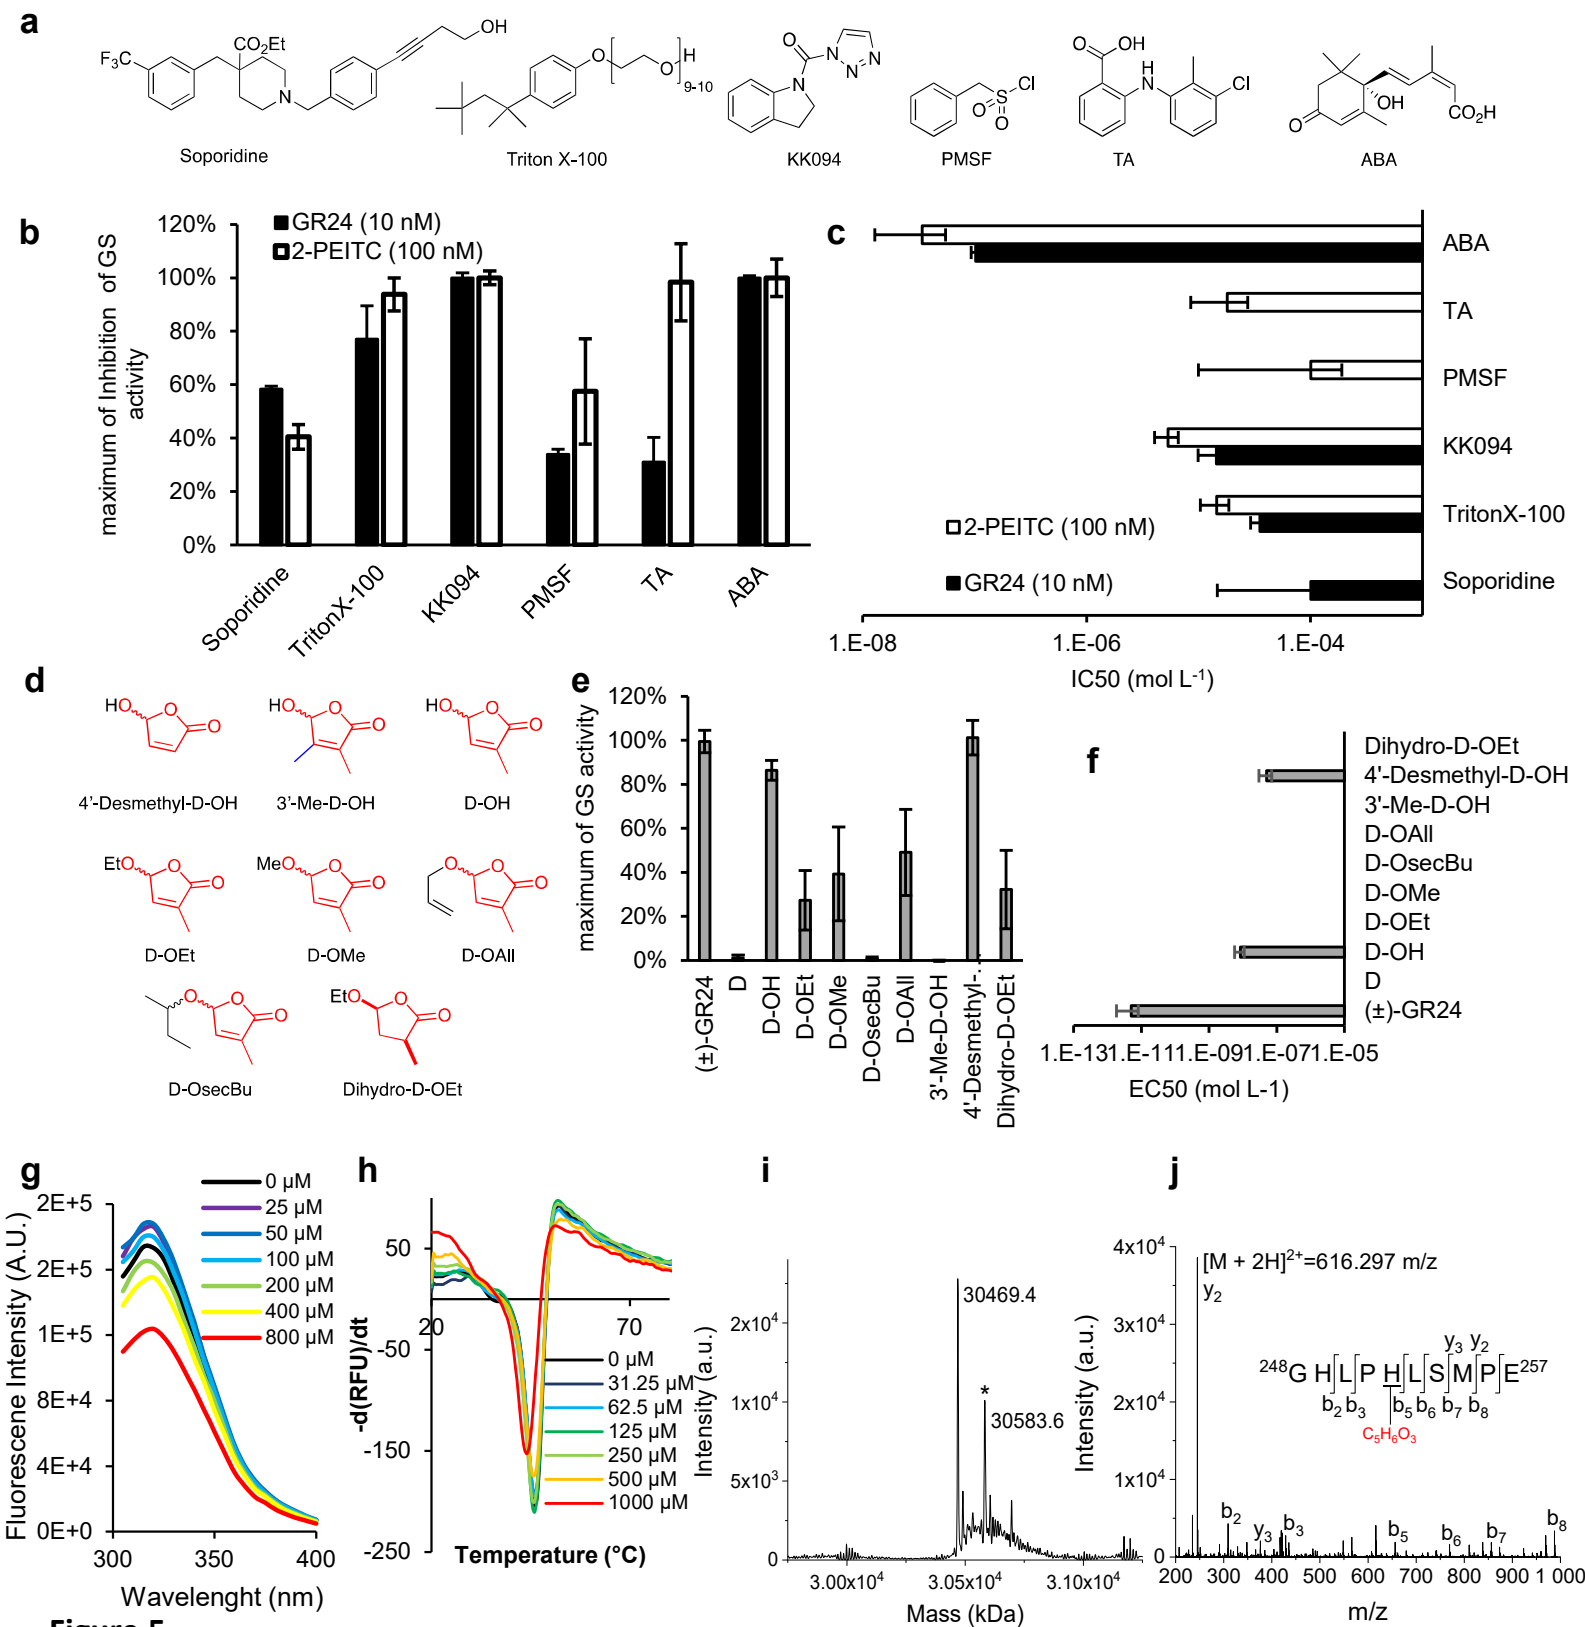 a
F₃C
CO₂Et
N
OH
Soporidine
O
O
H
9-10
Triton X-100
O
N
N
N
N
KK094
Cl
S
O
O
PMSF
O
OH
H
N
Cl
TA
O
OH
CO₂H
ABA
b
120%
100%
80%
60%
40%
20%
0%
maximum of Inhibition of GS
activity
GR24 (10 nM)
2-PEITC (100 nM)
Soporidine
TritonX-100
KK094
PMSF
TA
ABA
c
ABA
TA
PMSF
KK094
TritonX-100
Soporidine
2-PEITC (100 nM)
GR24 (10 nM)
1.E-08
1.E-06
1.E-04
IC50 (mol L⁻¹)
d
HO
O
O
4'-Desmethyl-D-OH
HO
O
O
3'-Me-D-OH
HO
O
O
D-OH
EtO
O
O
D-OEt
MeO
O
O
D-OMe
O
O
O
D-OAll
O
O
O
D-OsecBu
EtO
O
O
Dihydro-D-OEt
e
120%
100%
80%
60%
40%
20%
0%
maximum of GS activity
(±)-GR24
D
D-OH
D-OEt
D-OMe
D-OsecBu
D-OAll
3'-Me-D-OH
4'-Desmethyl-..
Dihydro-D-OEt
f
Dihydro-D-OEt
4'-Desmethyl-D-OH
3'-Me-D-OH
D-OAll
D-OsecBu
D-OMe
D-OEt
D-OH
D
(±)-GR24
1.E-13
1.E-11
1.E-09
1.E-07
1.E-05
EC50 (mol L-1)
g
2E+5
2E+5
1E+5
8E+4
4E+4
0E+0
Fluorescene Intensity (A.U.)
300
350
400
Wavelenght (nm)
0 µM
25 µM
50 µM
100 µM
200 µM
400 µM
800 µM
h
50
-50
-150
-250
20
70
-d(RFU)/dt
Temperature (°C)
0 µM
31.25 µM
62.5 µM
125 µM
250 µM
500 µM
1000 µM
i
2x10⁴
1x10⁴
5x10³
0
Intensity (a.u.)
30469.4
*
30583.6
3.00x10⁴
3.05x10⁴
3.10x10⁴
Mass (kDa)
j
4x10⁴
3x10⁴
2x10⁴
1x10⁴
0
Intensity (a.u.)
[M + 2H]²⁺=616.297 m/z
y₂
y₃ y₂
²⁴⁸G H L P H L S M P E²⁵⁷
b₂ b₃ b₅ b₆ b₇ b₈
C₅H₆O₃
b₂
y₃
b₃
b₅
b₆
b₇
b₈
200 300 400 500 600 700 800 900 1 000
m/z